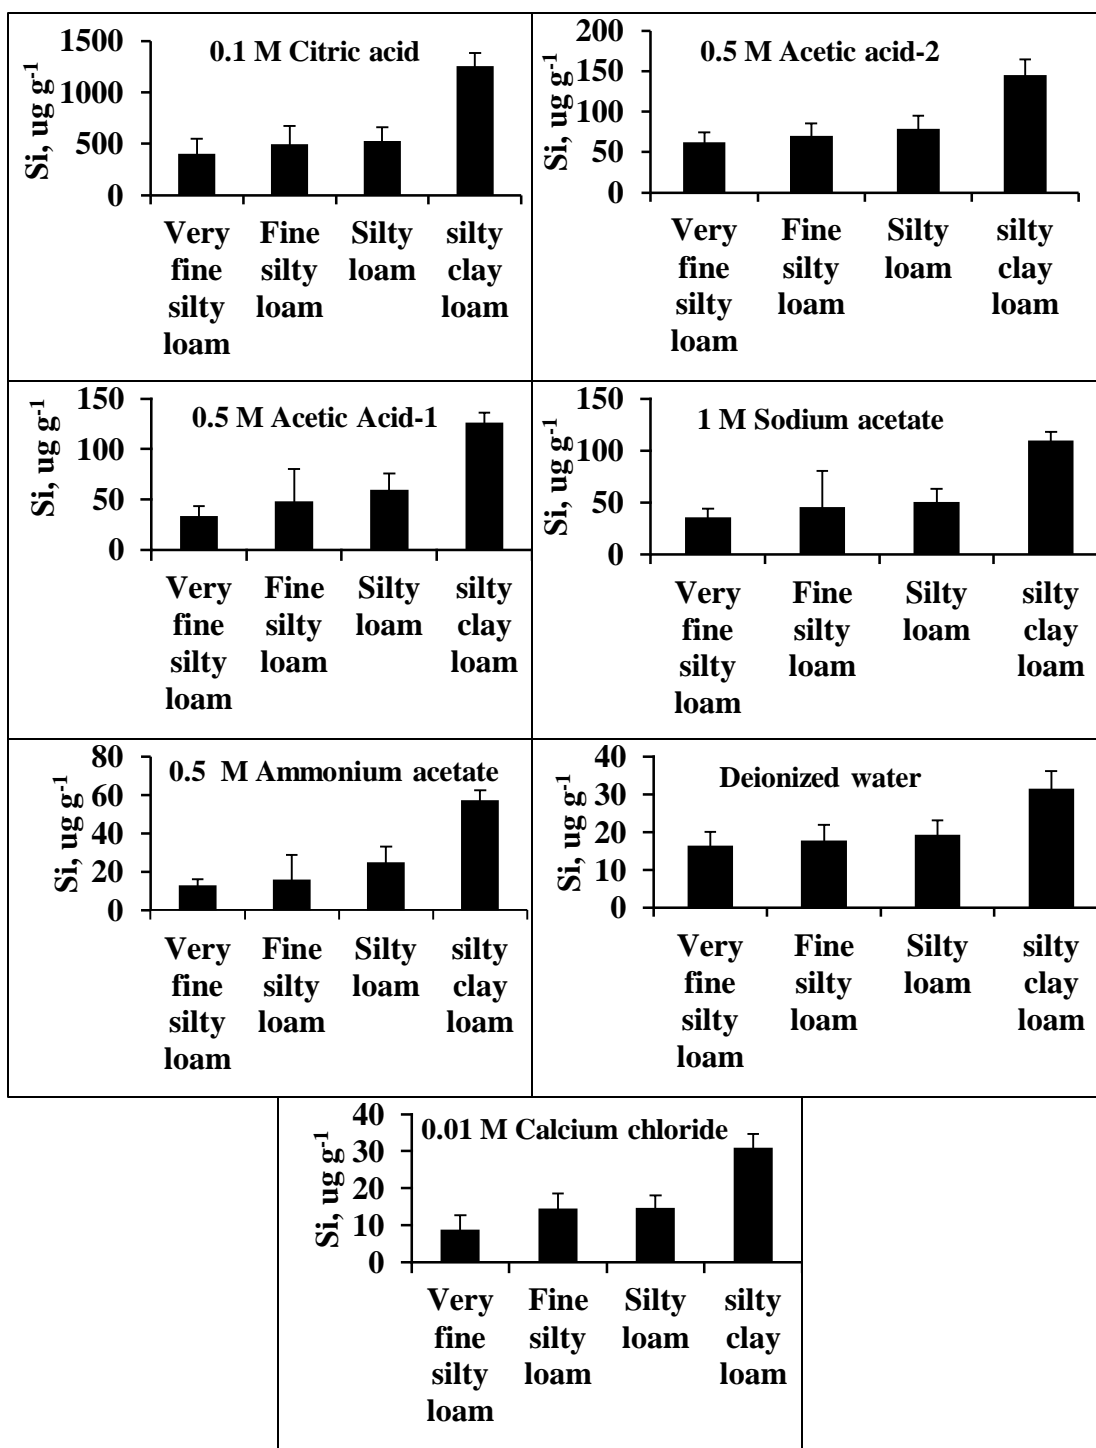 0.1 M Citric acid
Si, ug g-1
1500
1000
500
0
Very fine silty loam
Fine silty loam
Silty loam
silty clay loam
0.5 M Acetic acid-2
Si, ug g-1
200
150
100
50
0
Very fine silty loam
Fine silty loam
Silty loam
silty clay loam
0.5 M Acetic Acid-1
Si, ug g-1
150
100
50
0
Very fine silty loam
Fine silty loam
Silty loam
silty clay loam
1 M Sodium acetate
Si, ug g-1
150
100
50
0
Very fine silty loam
Fine silty loam
Silty loam
silty clay loam
0.5 M Ammonium acetate
Si, ug g-1
80
60
40
20
0
Very fine silty loam
Fine silty loam
Silty loam
silty clay loam
Deionized water
Si, ug g-1
40
30
20
10
0
Very fine silty loam
Fine silty loam
Silty loam
silty clay loam
0.01 M Calcium chloride
Si, ug g-1
40
30
20
10
0
Very fine silty loam
Fine silty loam
Silty loam
silty clay loam